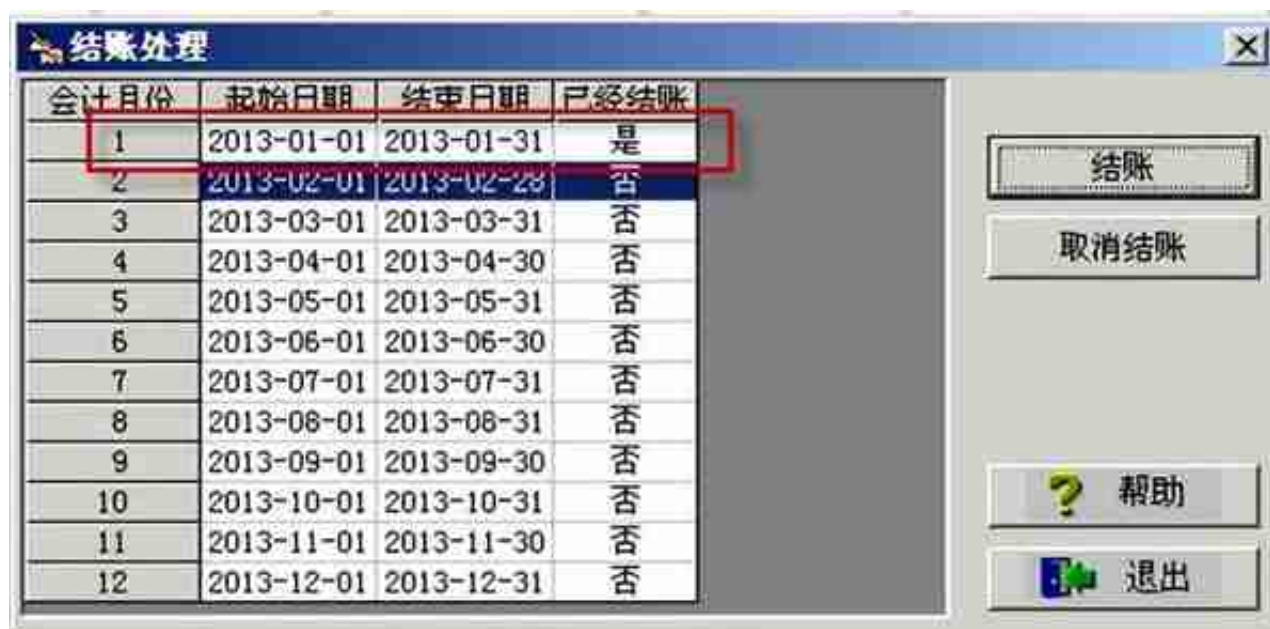 结账处理
会计月份 起始日期 结束日期 已经结账
1 2013-01-01 2013-01-31 是
2 2013-02-01 2013-02-28 否
3 2013-03-01 2013-03-31 否
4 2013-04-01 2013-04-30 否
5 2013-05-01 2013-05-31 否
6 2013-06-01 2013-06-30 否
7 2013-07-01 2013-07-31 否
8 2013-08-01 2013-08-31 否
9 2013-09-01 2013-09-30 否
10 2013-10-01 2013-10-31 否
11 2013-11-01 2013-11-30 否
12 2013-12-01 2013-12-31 否
结账
取消结账
? 帮助
退出